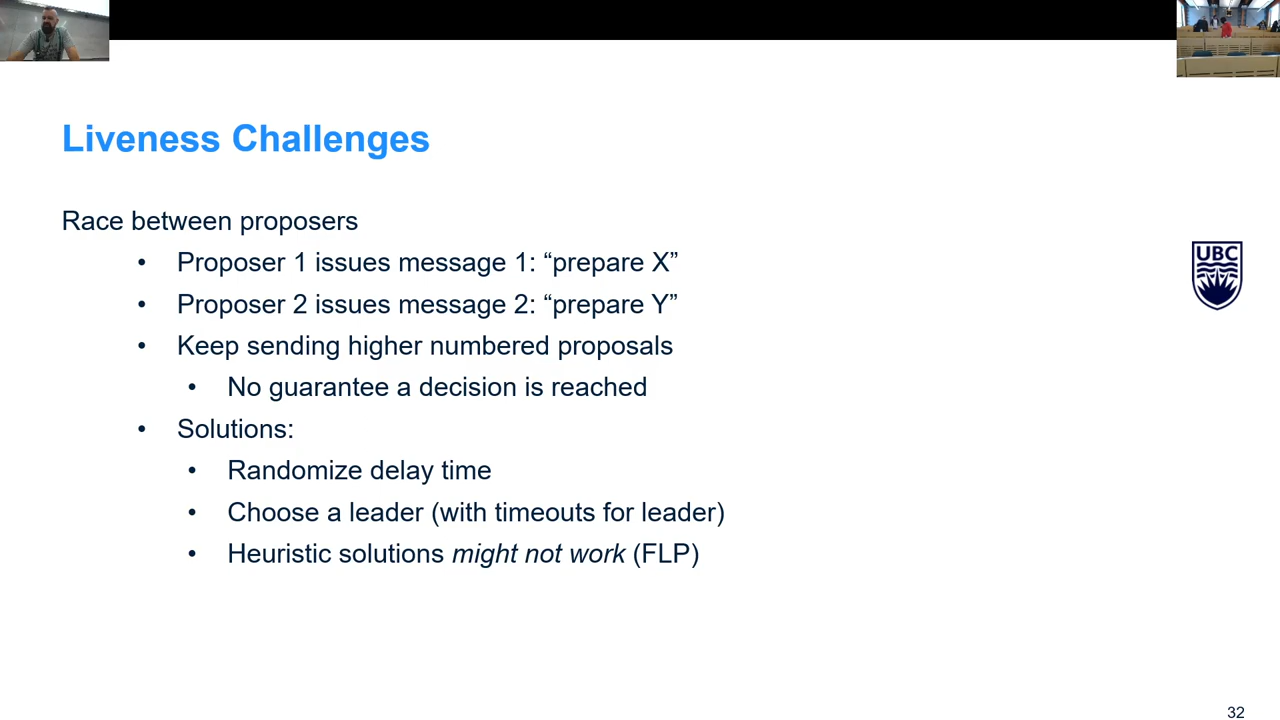 Liveness Challenges
Race between proposers
• Proposer 1 issues message 1: “prepare X”
• Proposer 2 issues message 2: “prepare Y”
• Keep sending higher numbered proposals
• No guarantee a decision is reached
• Solutions:
• Randomize delay time
• Choose a leader (with timeouts for leader)
• Heuristic solutions might not work (FLP)
UBC
32